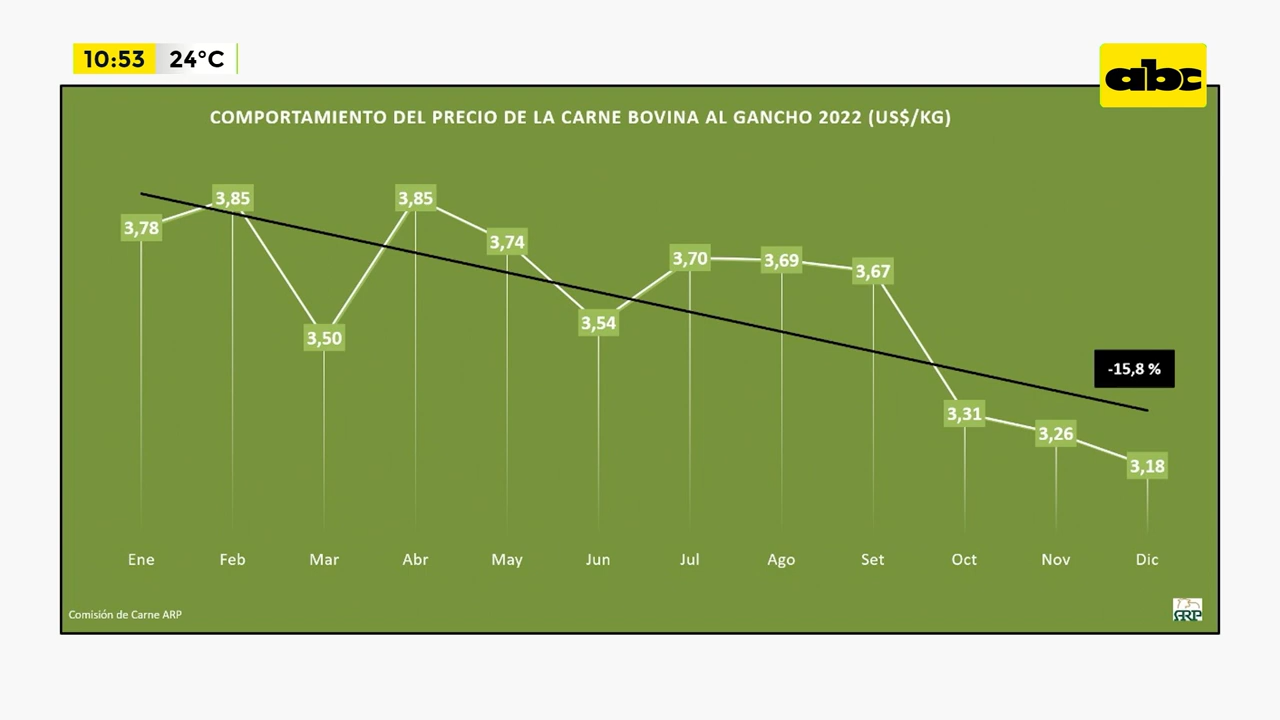 10:53 24°C
abc
COMPORTAMIENTO DEL PRECIO DE LA CARNE BOVINA AL GANCHO 2022 (US$/KG)
3,78 3,85 3,50 3,85 3,74 3,54 3,70 3,69 3,67 3,31 3,26 3,18
-15,8 %
Ene Feb Mar Abr May Jun Jul Ago Set Oct Nov Dic
Comisión de Carne ARP
ARP